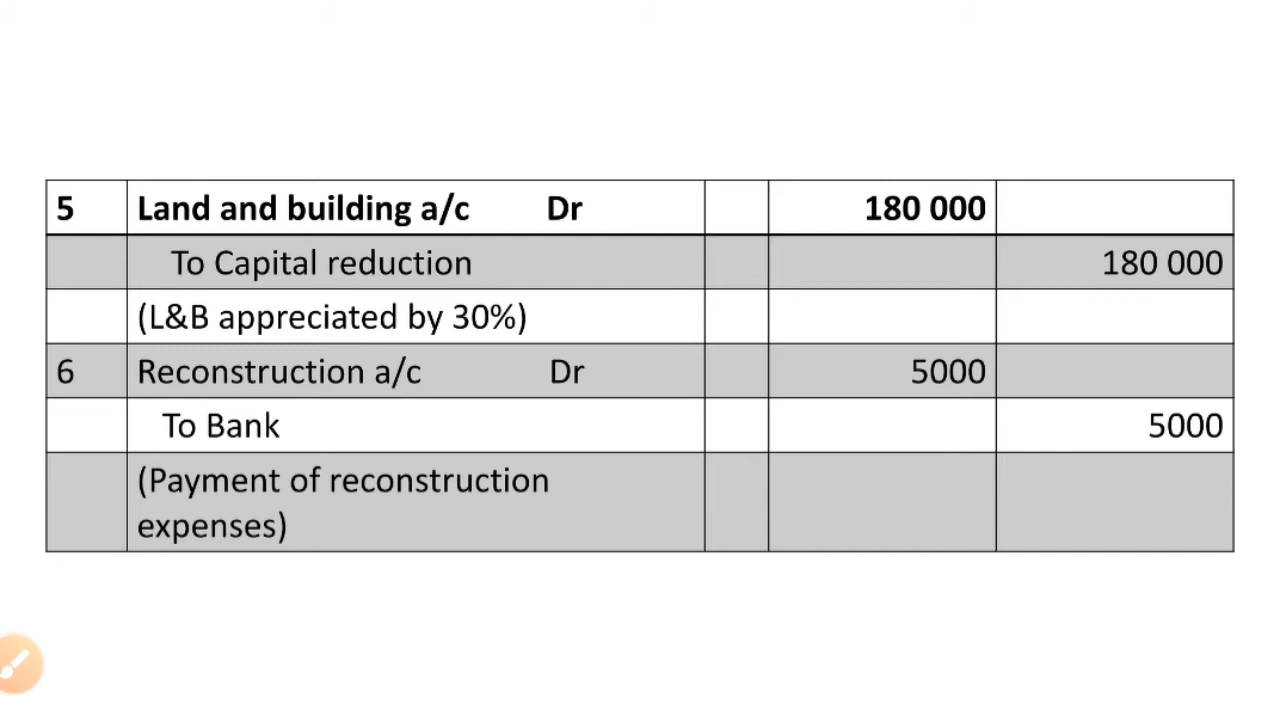 5 Land and building a/c Dr 180 000
To Capital reduction 180 000
(L&B appreciated by 30%)
6 Reconstruction a/c Dr 5000
To Bank 5000
(Payment of reconstruction
expenses)